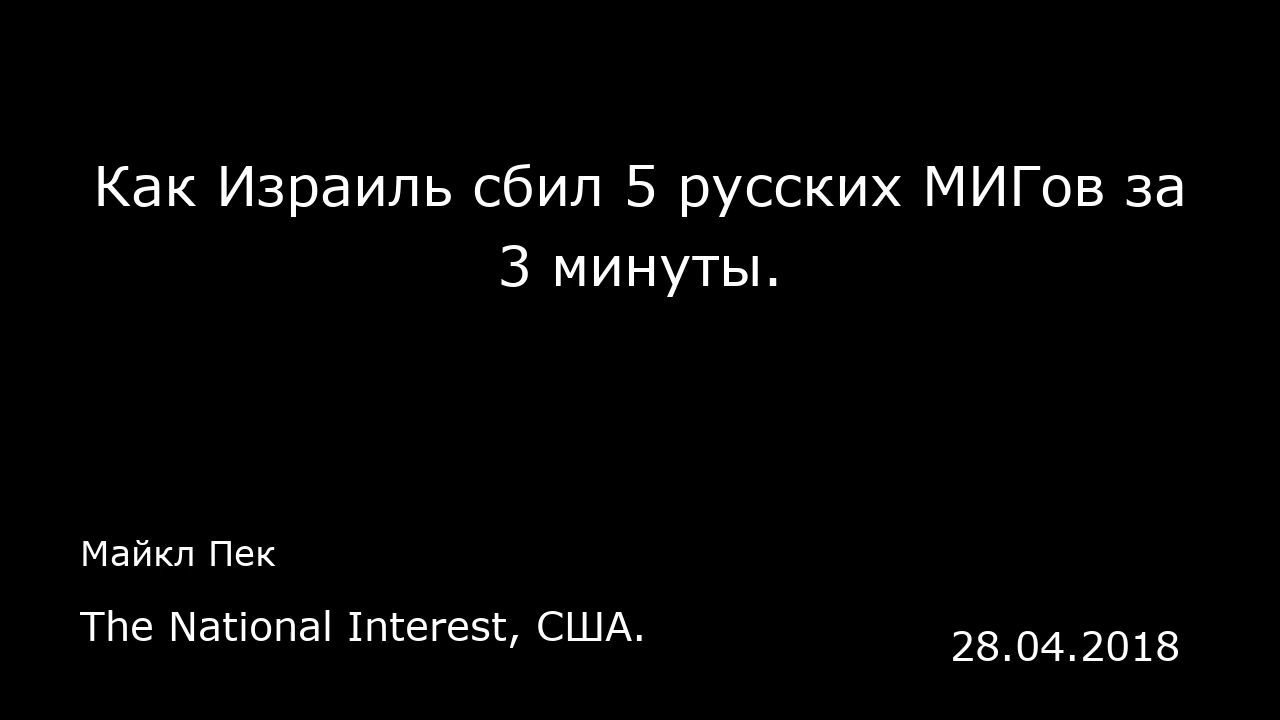 Как Израиль сбил 5 русских МИГов за
3 минуты.
Майкл Пек
The National Interest, США.
28.04.2018